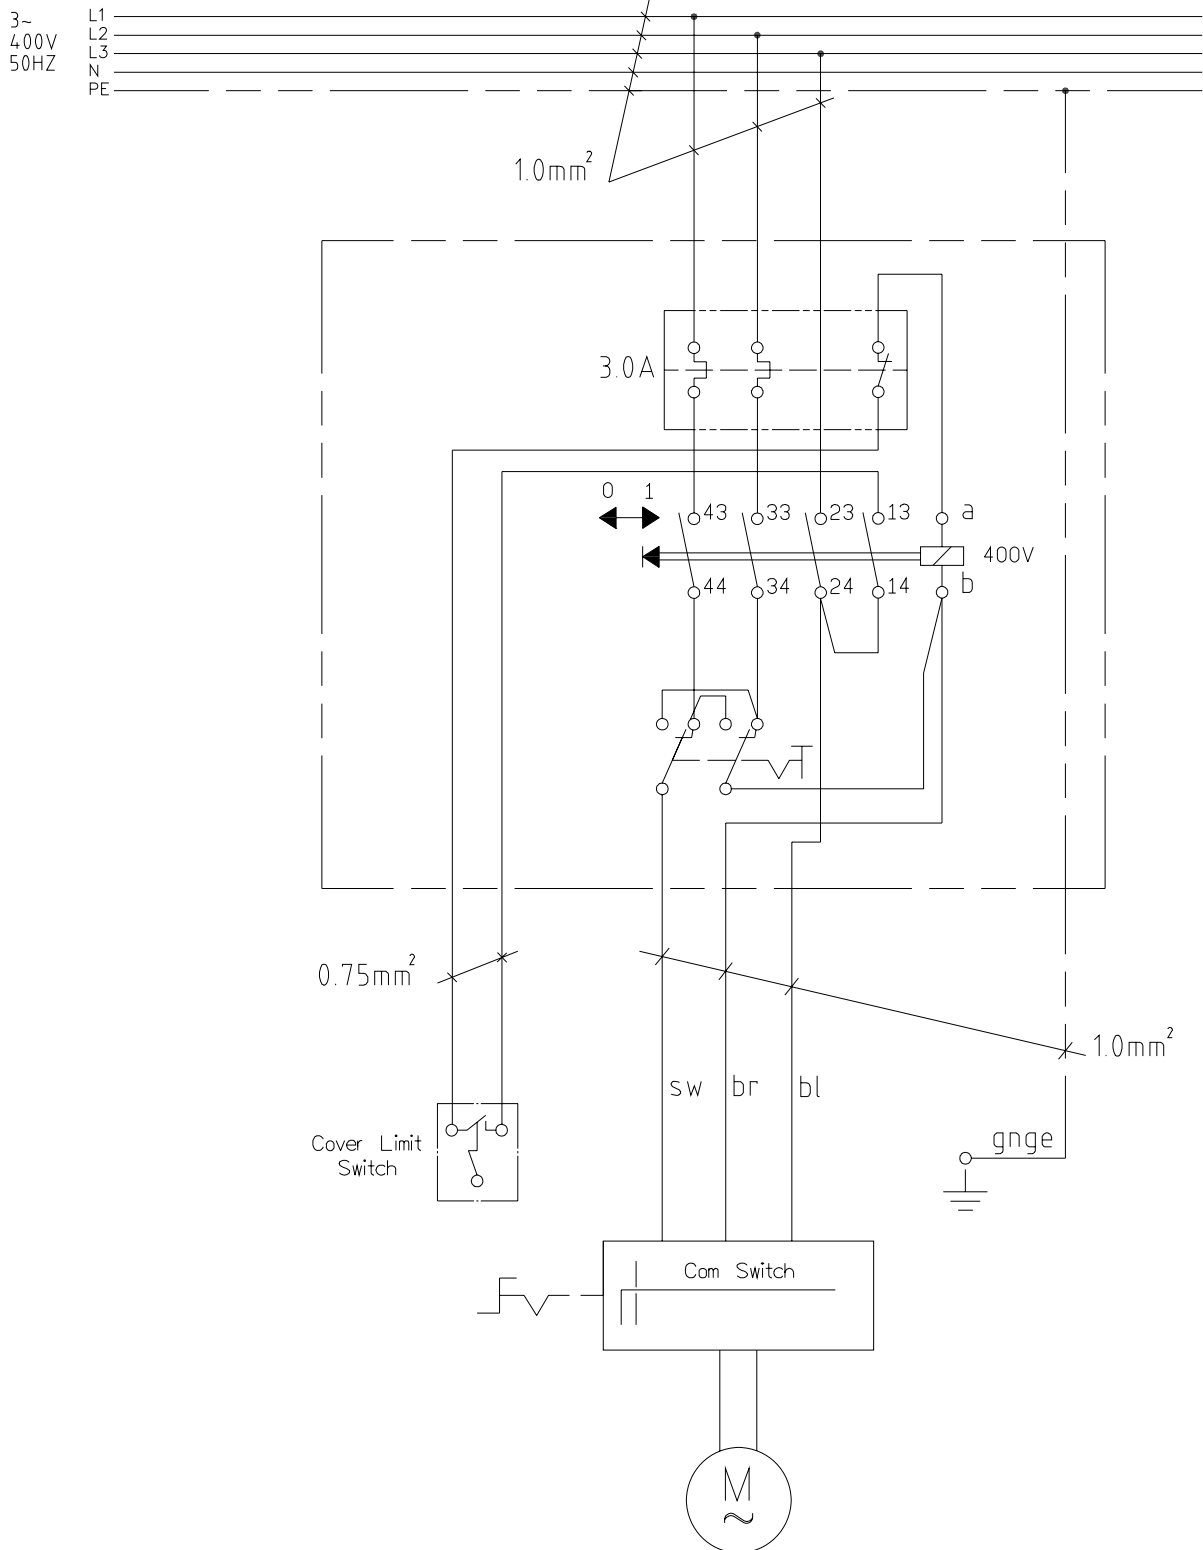 3~
400V
50HZ
L1
L2
L3
N
PE
1.0mm²
3.0A
0 1
43 33 23 13 a
400V
44 34 24 14 b
0.75mm²
1.0mm²
sw br bl
gnge
Cover Limit
Switch
Com Switch
M
~